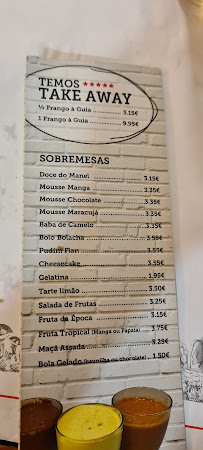 TEMOS ★★★★★
TAKE AWAY
½ Frango à Guia ............ 5.15€
1 Frango à Guia ............ 9.95€
SOBREMESAS
Doce do Manel ............ 3.15€
Mousse Manga ............ 3.35€
Mousse Chocolate ............ 3.35€
Mousse Maracujá ............ 3.35€
Baba de Camelo ............ 3.15€
Bolo Bolacha ............ 3.55€
Pudim Flan ............ 3.55€
Cheesecake ............ 3.55€
Gelatina ............ 1.95€
Tarte limão ............ 3.50€
Salada de Frutas ............ 3.25€
Fruta da Época ............ 3.15€
Fruta Tropical (Manga ou Papaia) ... 3.75€
Maçã Assada ............ 3.25€
Bola Gelado (baunilha ou chocolate) .. 1.50€